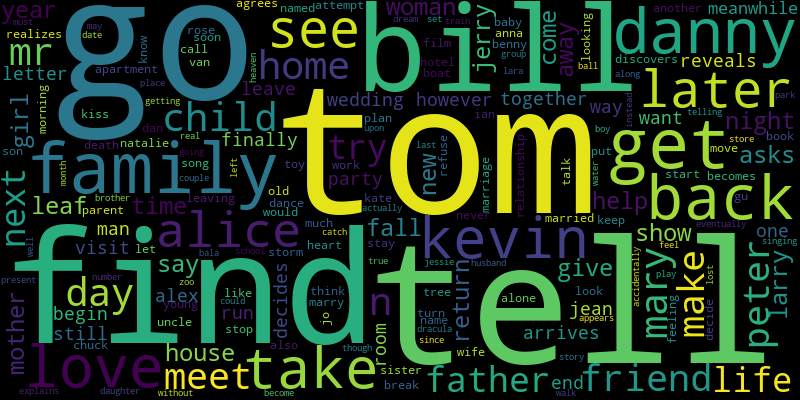 go
bill
tom
tell
find
family
danny
get
back
love
take
kevin
see
later
alice
child
home
try
day
meet
father
friend
life
make
mary
peter
next
n
mr
woman
year
letter
girl
leaf
time
man
visit
say
begin
still
house
mother
alex
run
decides
room
return
give
jean
arrives
end
show
help
want
night
asks
one
larry
way
together
however
wedding
party
new
fall
finally
leave
jerry
come
away
meanwhile
reveals
agrees
named
attempt
realizes
may
date
know
rose
soon
call
van
apartment
place
getting
kiss
morning
son
death
dan
natalie
real
song
going
left
toy
heaven
anna
baby
benny
film
hotel
boat
dream
set
train
group
lara
ball
looking
another
discovers
along
park
telling
store
book
move
start
becomes
gu
eventually
singing
boy
put
water
instead
ian
plan
upon
work
last
refuse
marriage
relationship
talk
kate
actually
never
married
keep
old
dance
would
couple
month
parent
brother
leaving
much
catch
heart
stay
storm
let
well
bala
school
true
jessie
husband
feel
accidentally
play
lost
feeling
decide
look
alone
tree
think
marry
like
could
young
zoo
number
present
uncle
stop
jo
turn
name
dracula
since
appears
chuck
also
though
wife
story
sister
break
walk
explains
daughter
without
become
must